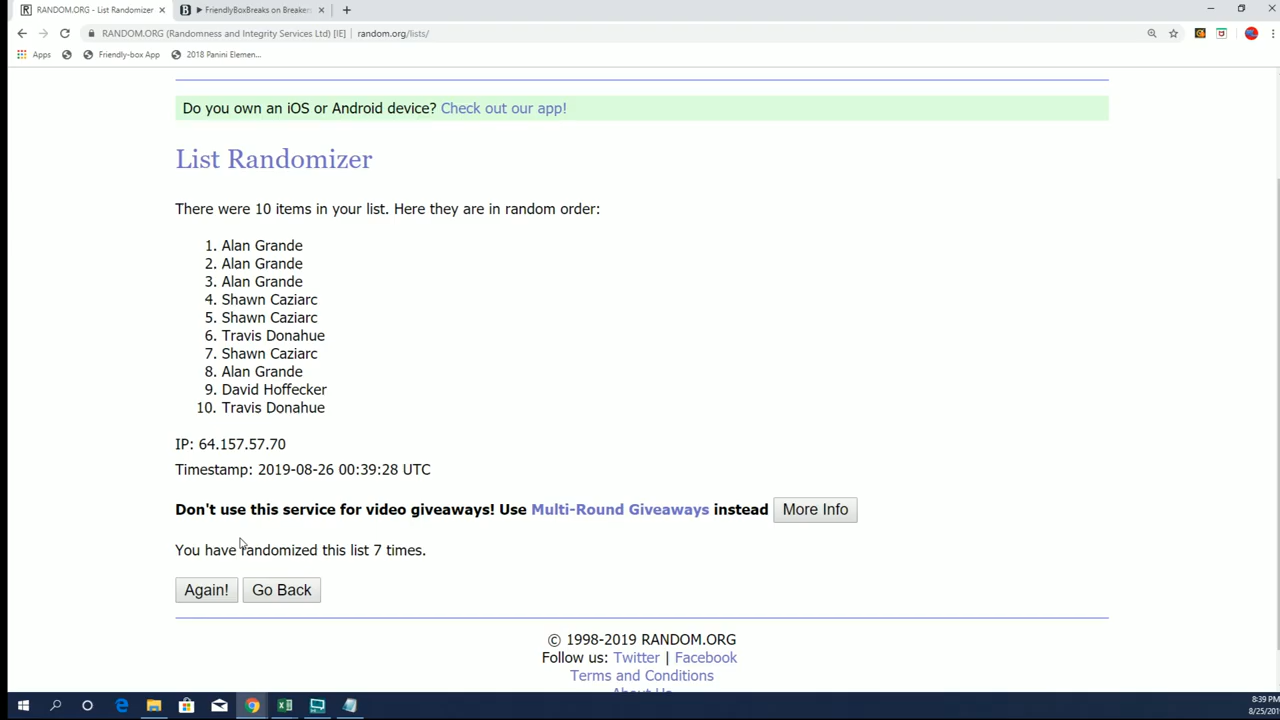 RANDOM.ORG - List Randomizer
FriendlyBoxBreaks on Breaker
RANDOM.ORG (Randomness and Integrity Services Ltd) [IE] | random.org/lists/
Apps Friendly-box App 2018 Panini Elemen...
Do you own an iOS or Android device? Check out our app!
List Randomizer
There were 10 items in your list. Here they are in random order:
1. Alan Grande
2. Alan Grande
3. Alan Grande
4. Shawn Caziarc
5. Shawn Caziarc
6. Travis Donahue
7. Shawn Caziarc
8. Alan Grande
9. David Hoffecker
10. Travis Donahue
IP: 64.157.57.70
Timestamp: 2019-08-26 00:39:28 UTC
Don't use this service for video giveaways! Use Multi-Round Giveaways instead More Info
You have randomized this list 7 times.
Again! Go Back
© 1998-2019 RANDOM.ORG
Follow us: Twitter | Facebook
Terms and Conditions
About Us
8:39 PM
8/25/201